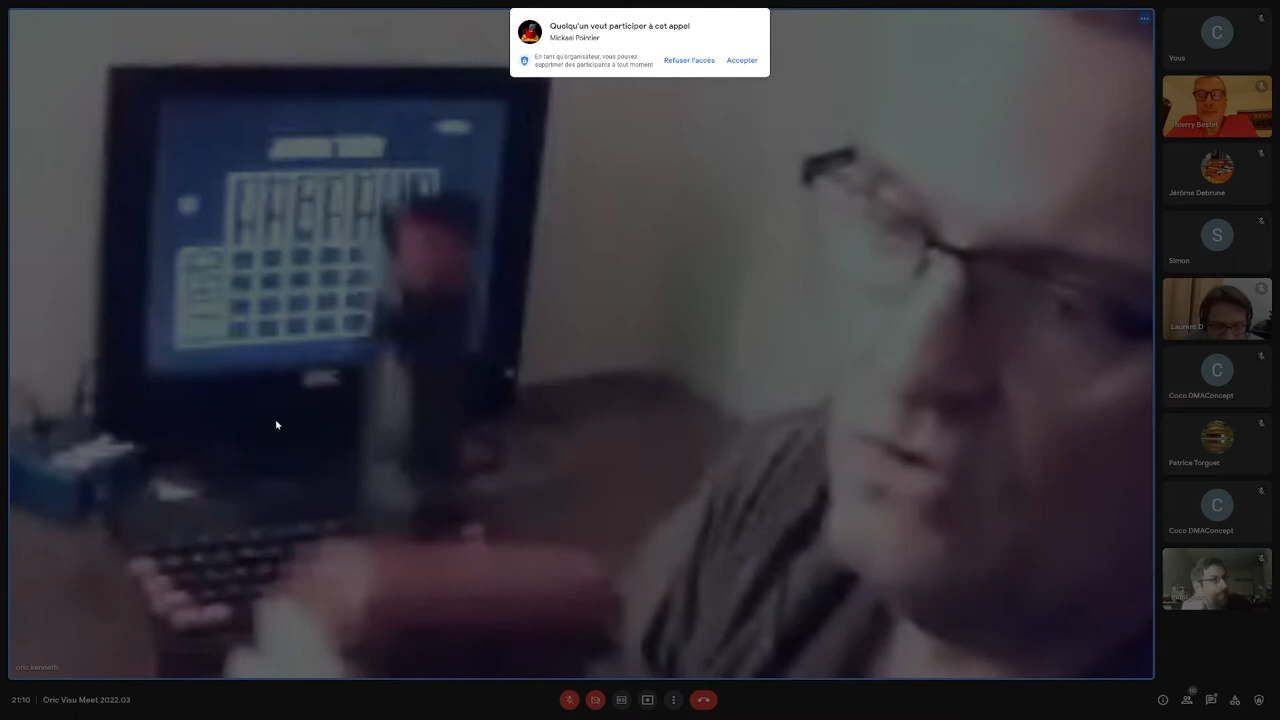 Quelqu'un veut participer à cet appel
Mickael Pointier
En tant qu'organisateur, vous pouvez
supprimer des participants à tout moment
Refuser l'accès
Accepter
C
Vous
Thierry Bestel
Jérôme Debrune
S
Simon
Laurent D
C
Coco DMAConcept
Patrice Torguet
C
Coco DMAConcept
oric kenneth
21:10 | Oric Visu Meet 2022.03
10